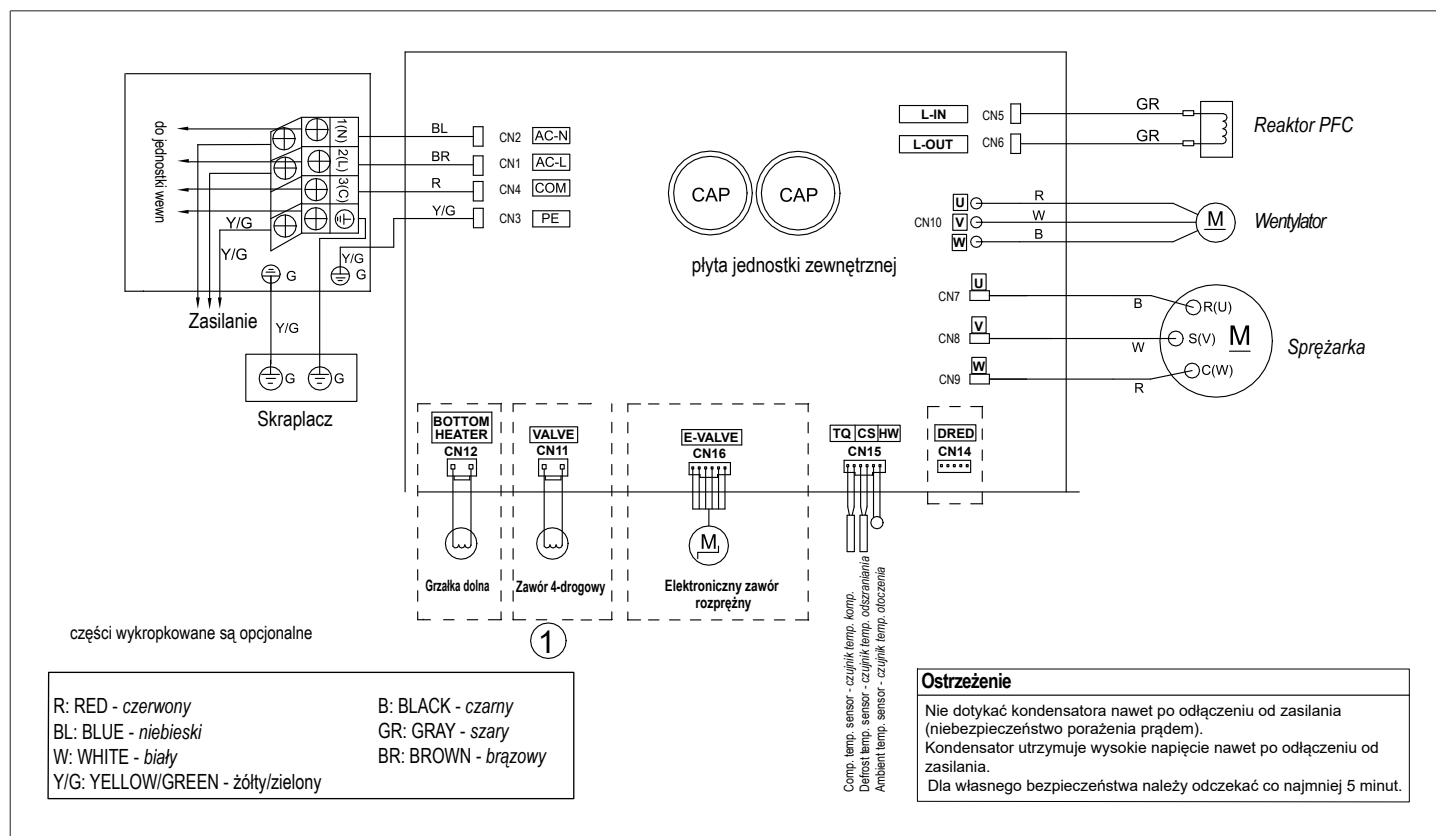 do jednostki wewn
1(N)
2(L)
3(C)
BL
BR
R
Y/G
CN2 AC-N
CN1 AC-L
CN4 COM
CN3 PE
Y/G
Y/G
Y/G
G
G
Zasilanie
Y/G
G
G
Skraplacz
CAP
CAP
płyta jednostki zewnętrznej
L-IN CN5 GR
L-OUT CN6 GR
Reaktor PFC
CN10
U R
V W
W B
M
Wentylator
CN7 U B R(U)
CN8 V W S(V)
CN9 W R C(W)
M
Sprężarka
BOTTOM
HEATER
CN12
Grzałka dolna
VALVE
CN11
Zawór 4-drogowy
1
E-VALVE
CN16
M
Elektroniczny zawór
rozprężny
TQ CS HW
CN15
Comp. temp. sensor - czujnik temp. komp.
Defrost temp. sensor - czujnik temp. odszraniania
Ambient temp. sensor - czujnik temp. otoczenia
DRED
CN14
części wykropkowane są opcjonalne
R: RED - czerwony
BL: BLUE - niebieski
W: WHITE - biały
Y/G: YELLOW/GREEN - żółty/zielony
B: BLACK - czarny
GR: GRAY - szary
BR: BROWN - brązowy
Ostrzeżenie
Nie dotykać kondensatora nawet po odłączeniu od zasilania
(niebezpieczeństwo porażenia prądem).
Kondensator utrzymuje wysokie napięcie nawet po odłączeniu od
zasilania.
Dla własnego bezpieczeństwa należy odczekać co najmniej 5 minut.